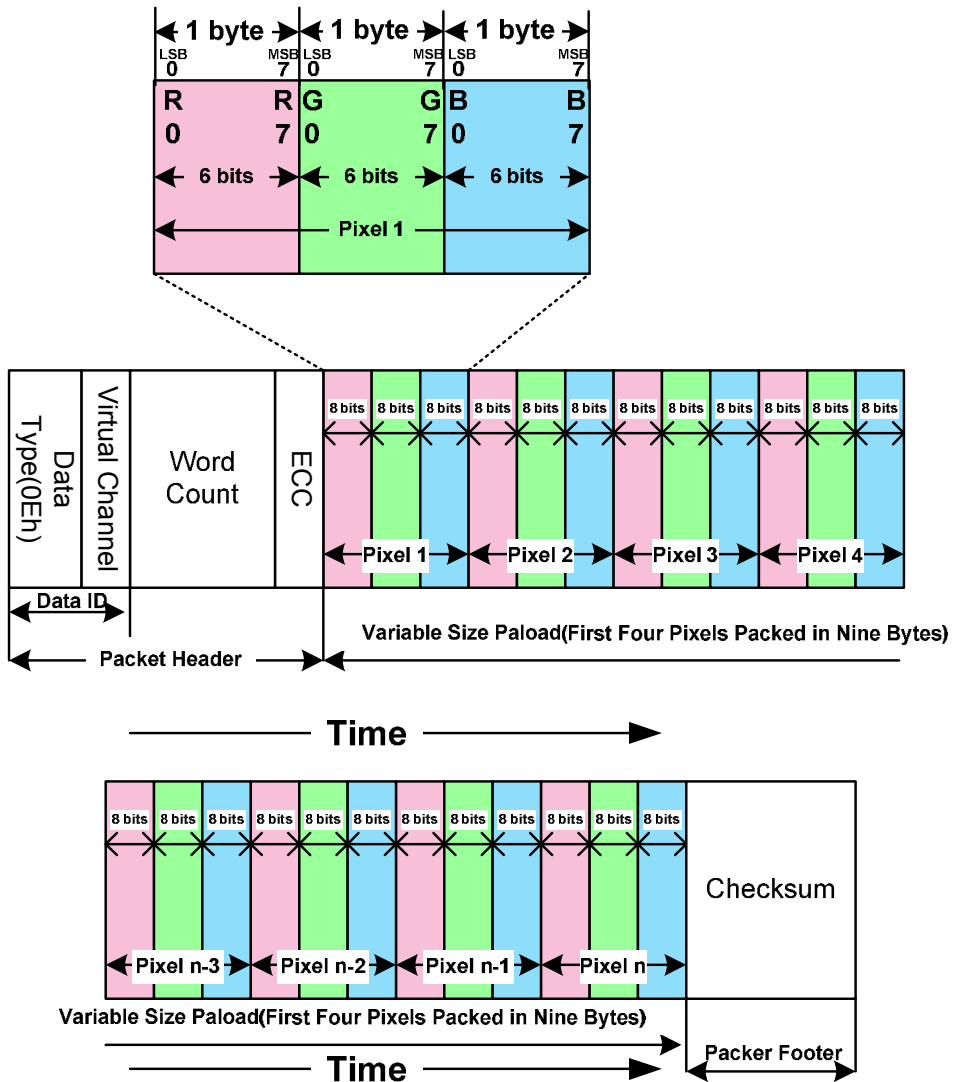 1 byte 1 byte 1 byte
LSB MSB LSB MSB LSB MSB
0 7 0 7 0 7
R R G G B B
0 7 0 7 0 7
6 bits 6 bits 6 bits
Pixel 1
Data Type(0Eh)
Virtual Channel
Word Count
ECC
8 bits 8 bits 8 bits 8 bits 8 bits 8 bits 8 bits 8 bits 8 bits 8 bits 8 bits 8 bits
Pixel 1 Pixel 2 Pixel 3 Pixel 4
Data ID
Variable Size Paload(First Four Pixels Packed in Nine Bytes)
Packet Header
Time
8 bits 8 bits 8 bits 8 bits 8 bits 8 bits 8 bits 8 bits 8 bits 8 bits 8 bits 8 bits
Checksum
Pixel n-3 Pixel n-2 Pixel n-1 Pixel n
Variable Size Paload(First Four Pixels Packed in Nine Bytes)
Packer Footer
Time